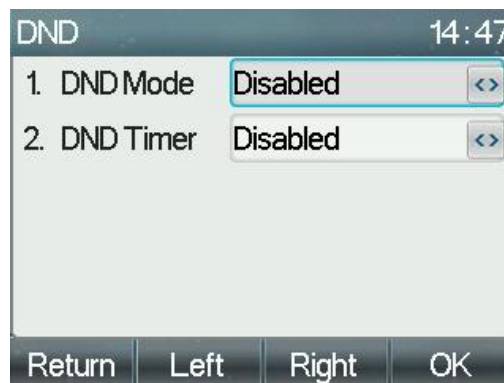 DND 14:47
1. DND Mode Disabled <>
2. DND Timer Disabled <>
Return Left Right OK